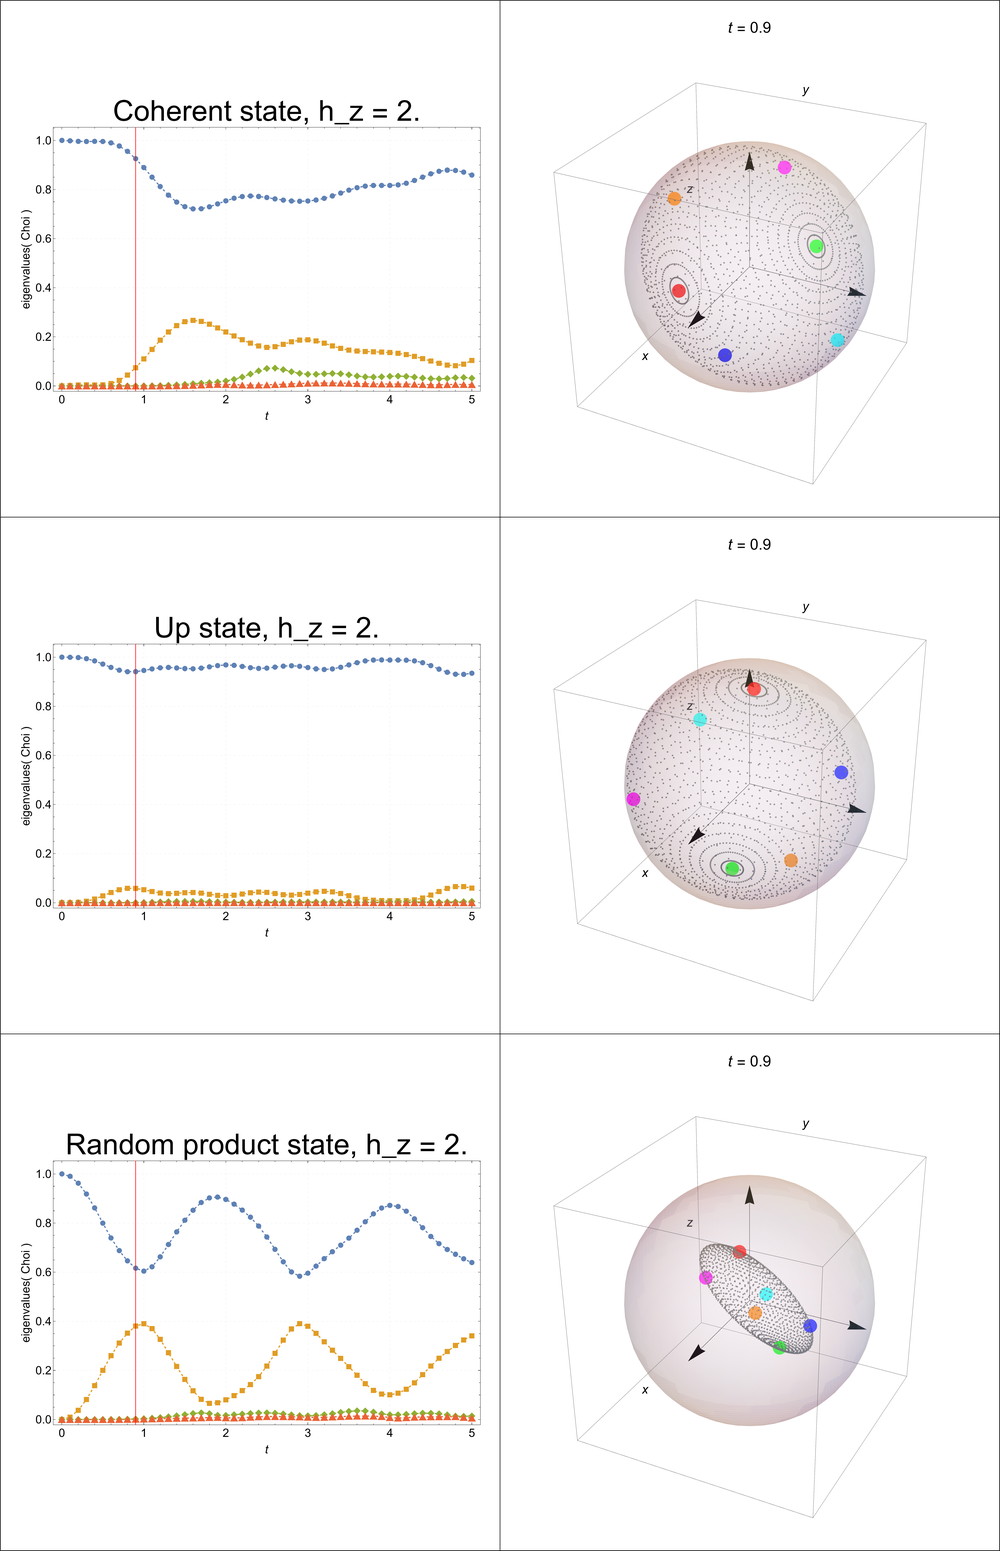 t = 0.9
Coherent state, h_z = 2.
eigenvalues( Choi )
1.0
0.8
0.6
0.4
0.2
0.0
0 1 2 3 4 5
t
y
z
x
t = 0.9
Up state, h_z = 2.
eigenvalues( Choi )
1.0
0.8
0.6
0.4
0.2
0.0
0 1 2 3 4 5
t
y
z
x
t = 0.9
Random product state, h_z = 2.
eigenvalues( Choi )
1.0
0.8
0.6
0.4
0.2
0.0
0 1 2 3 4 5
t
y
z
x